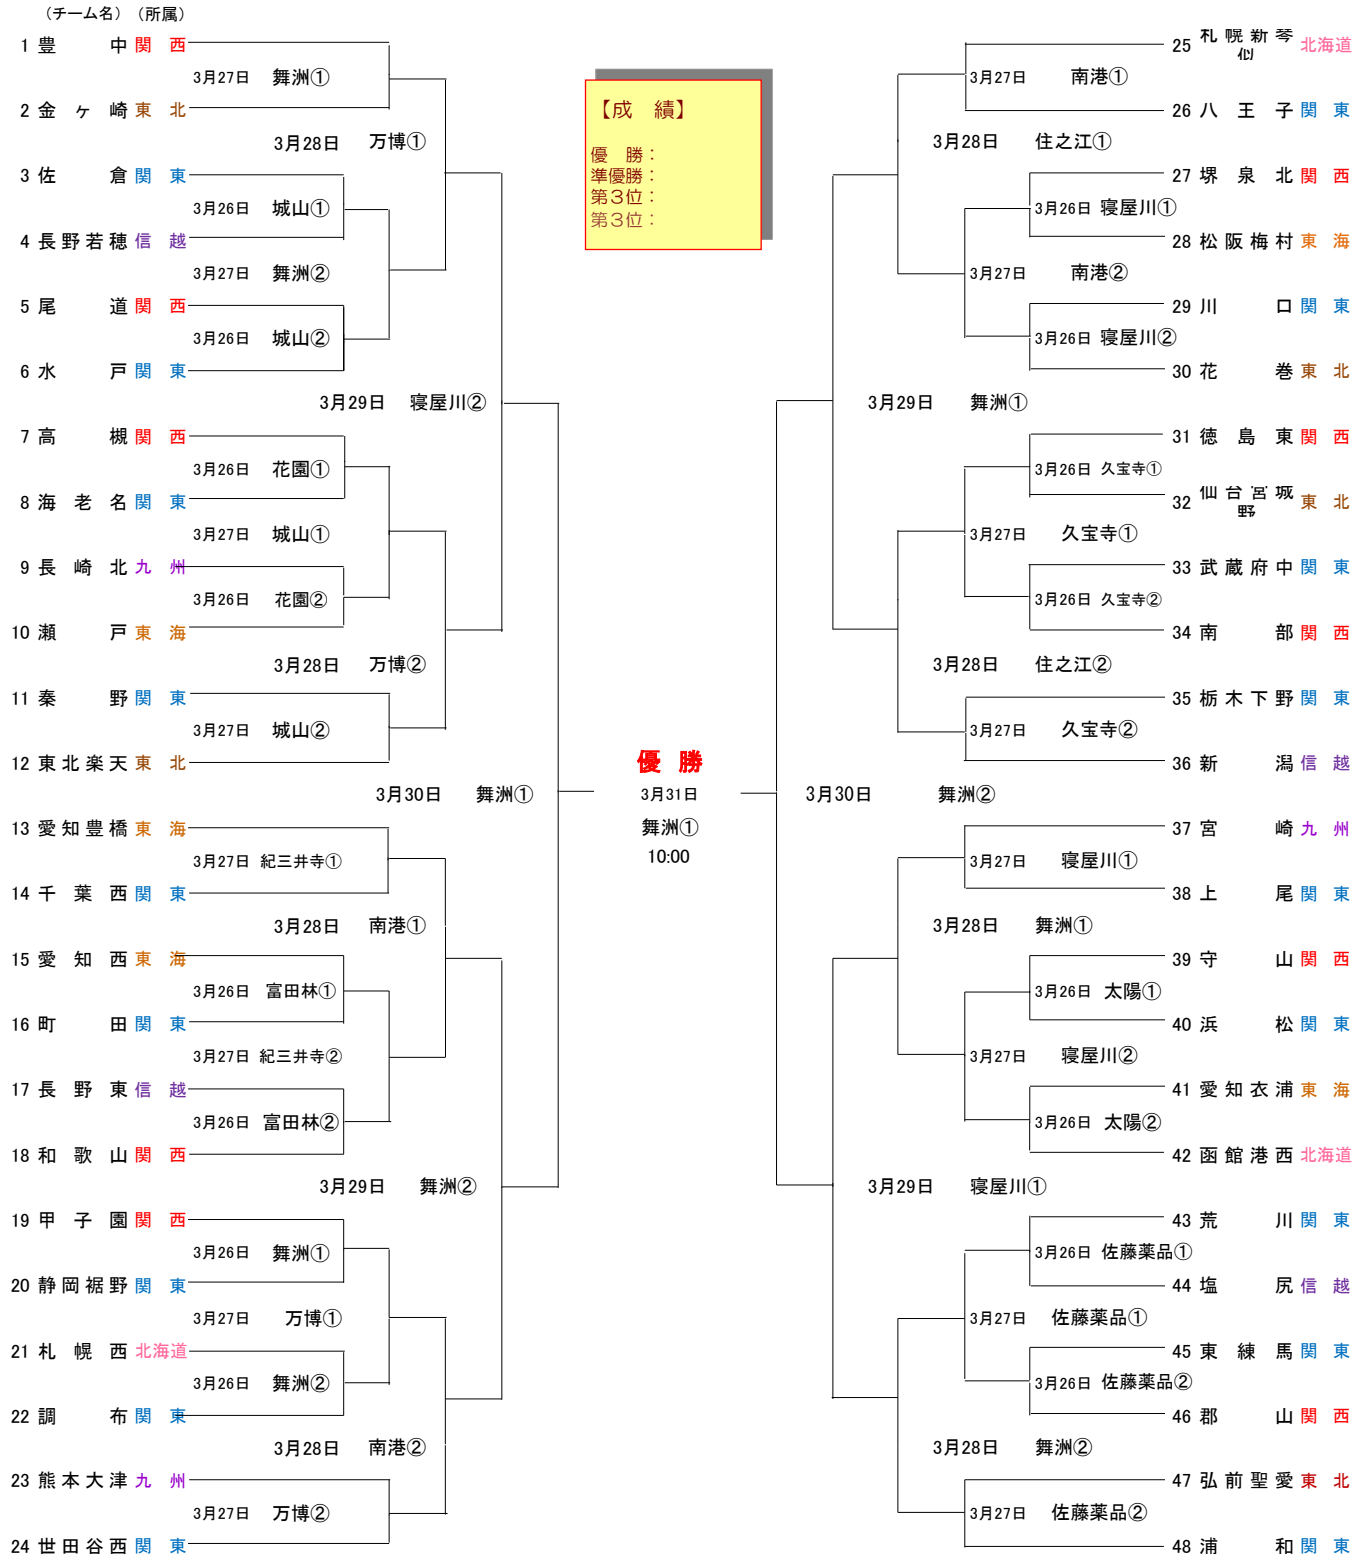 （チーム名）（所属）
1 豊中 関西
3月27日 舞洲①
2 金ヶ崎 東北
3月28日 万博①
3 佐倉 関東
3月26日 城山①
4 長野若穂 信越
3月27日 舞洲②
5 尾道 関西
3月26日 城山②
6 水戸 関東
3月29日 寝屋川②
7 高槻 関西
3月26日 花園①
8 海老名 関東
3月27日 城山①
9 長崎北 九州
3月26日 花園②
10 瀬戸 東海
3月28日 万博②
11 秦野 関東
3月27日 城山②
12 東北楽天 東北
3月30日 舞洲①
13 愛知豊橋 東海
3月27日 紀三井寺①
14 千葉西 関東
3月28日 南港①
15 愛知西 東海
3月26日 富田林①
16 町田 関東
3月27日 紀三井寺②
17 長野東 信越
3月26日 富田林②
18 和歌山 関西
3月29日 舞洲②
19 甲子園 関西
3月26日 舞洲①
20 静岡裾野 関東
3月27日 万博①
21 札幌西 北海道
3月26日 舞洲②
22 調布 関東
3月28日 南港②
23 熊本大津 九州
3月27日 万博②
24 世田谷西 関東
【成　績】
優　勝：
準優勝：
第３位：
第３位：
優 勝
3月31日
舞洲①
10:00
25 札幌新琴似 北海道
3月27日 南港①
26 八王子 関東
3月28日 住之江①
27 堺泉北 関西
3月26日 寝屋川①
28 松阪梅村 東海
3月27日 南港②
29 川口 関東
3月26日 寝屋川②
30 花巻 東北
3月29日 舞洲①
31 徳島東 関西
3月26日 久宝寺①
32 仙台宮城野 東北
3月27日 久宝寺①
33 武蔵府中 関東
3月26日 久宝寺②
34 南部 関西
3月28日 住之江②
35 栃木下野 関東
3月27日 久宝寺②
36 新潟 信越
3月30日 舞洲②
37 宮崎 九州
3月27日 寝屋川①
38 上尾 関東
3月28日 舞洲①
39 守山 関西
3月26日 太陽①
40 浜松 関東
3月27日 寝屋川②
41 愛知衣浦 東海
3月26日 太陽②
42 函館港西 北海道
3月29日 寝屋川①
43 荒川 関東
3月26日 佐藤薬品①
44 塩尻 信越
3月27日 佐藤薬品①
45 東練馬 関東
3月26日 佐藤薬品②
46 郡山 関西
3月28日 舞洲②
47 弘前聖愛 東北
3月27日 佐藤薬品②
48 浦和 関東